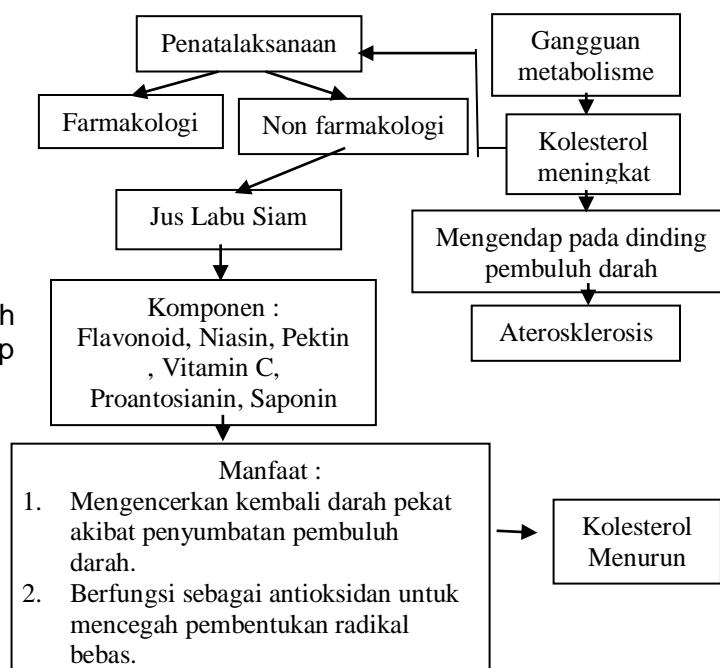 Penatalaksanaan
Gangguan
metabolisme
Farmakologi
Non farmakologi
Kolesterol
meningkat
Jus Labu Siam
Mengendap pada dinding
pembuluh darah
Aterosklerosis
h
p
Komponen :
Flavonoid, Niasin, Pektin
, Vitamin C,
Proantosianin, Saponin
Manfaat :
1. Mengencerkan kembali darah pekat
akibat penyumbatan pembuluh
darah.
2. Berfungsi sebagai antioksidan untuk
mencegah pembentukan radikal
bebas.
Kolesterol
Menurun